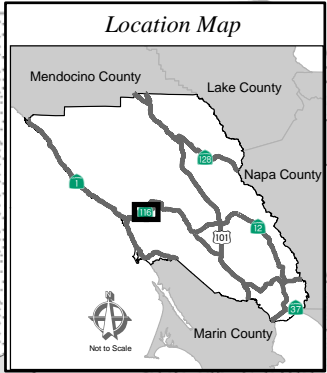 Location Map
Mendocino County
Lake County
128
Napa County
1
116
12
101
37
Marin County
Not to Scale